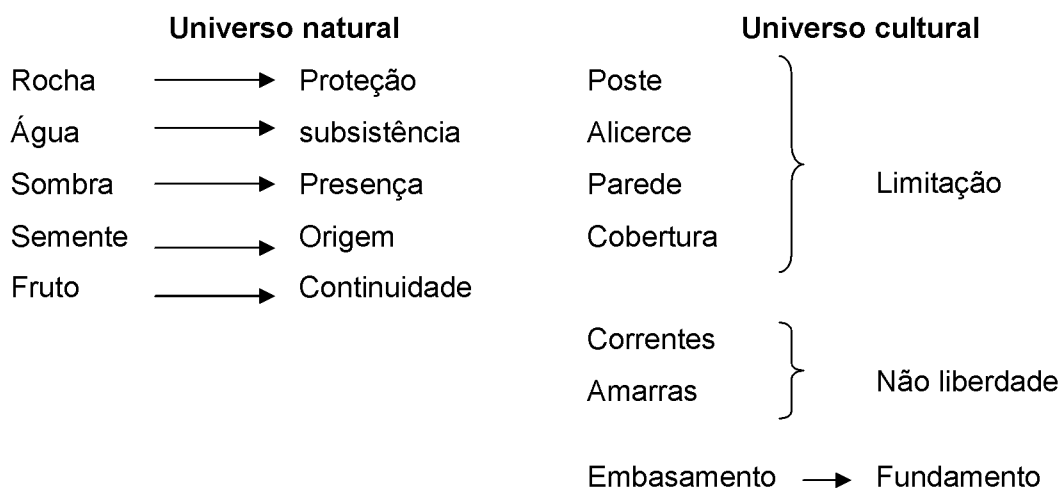 Universo natural
Rocha Proteção
Água subsistência
Sombra Presença
Semente Origem
Fruto Continuidade
Universo cultural
Poste
Alicerce
Parede
Cobertura
Limitação
Correntes
Amarras
Não liberdade
Embasamento Fundamento